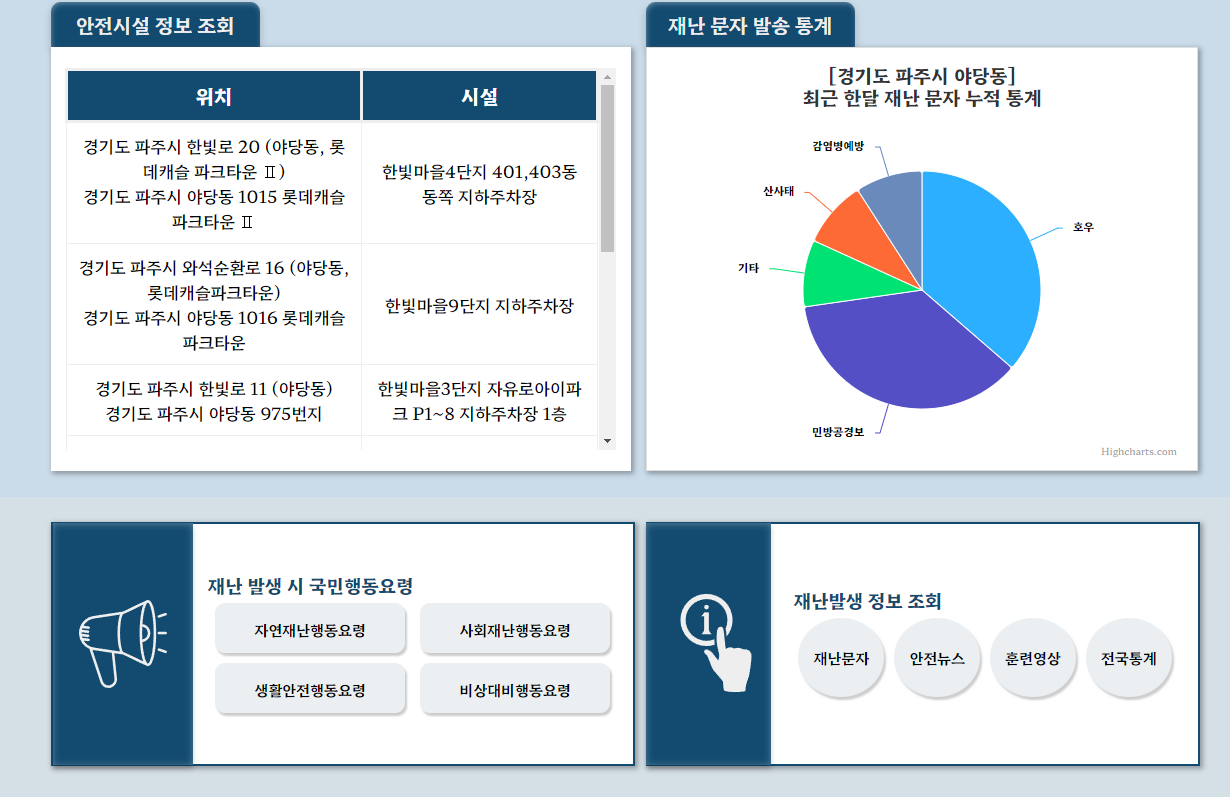 안전시설 정보 조회
위치
시설
경기도 파주시 한빛로 20 (야당동, 롯
데캐슬 파크타운 Ⅱ)
경기도 파주시 야당동 1015 롯데캐슬
파크타운 Ⅱ
한빛마을4단지 401,403동
동쪽 지하주차장
경기도 파주시 와석순환로 16 (야당동,
롯데캐슬파크타운)
경기도 파주시 야당동 1016 롯데캐슬
파크타운
한빛마을9단지 지하주차장
경기도 파주시 한빛로 11 (야당동)
경기도 파주시 야당동 975번지
한빛마을3단지 자유로아이파
크 P1~8 지하주차장 1층
재난 문자 발송 통계
[경기도 파주시 야당동]
최근 한달 재난 문자 누적 통계
감염병예방
산사태
호우
기타
민방공경보
Highcharts.com
재난 발생 시 국민행동요령
자연재난행동요령
사회재난행동요령
생활안전행동요령
비상대비행동요령
재난발생 정보 조회
재난문자
안전뉴스
훈련영상
전국통계